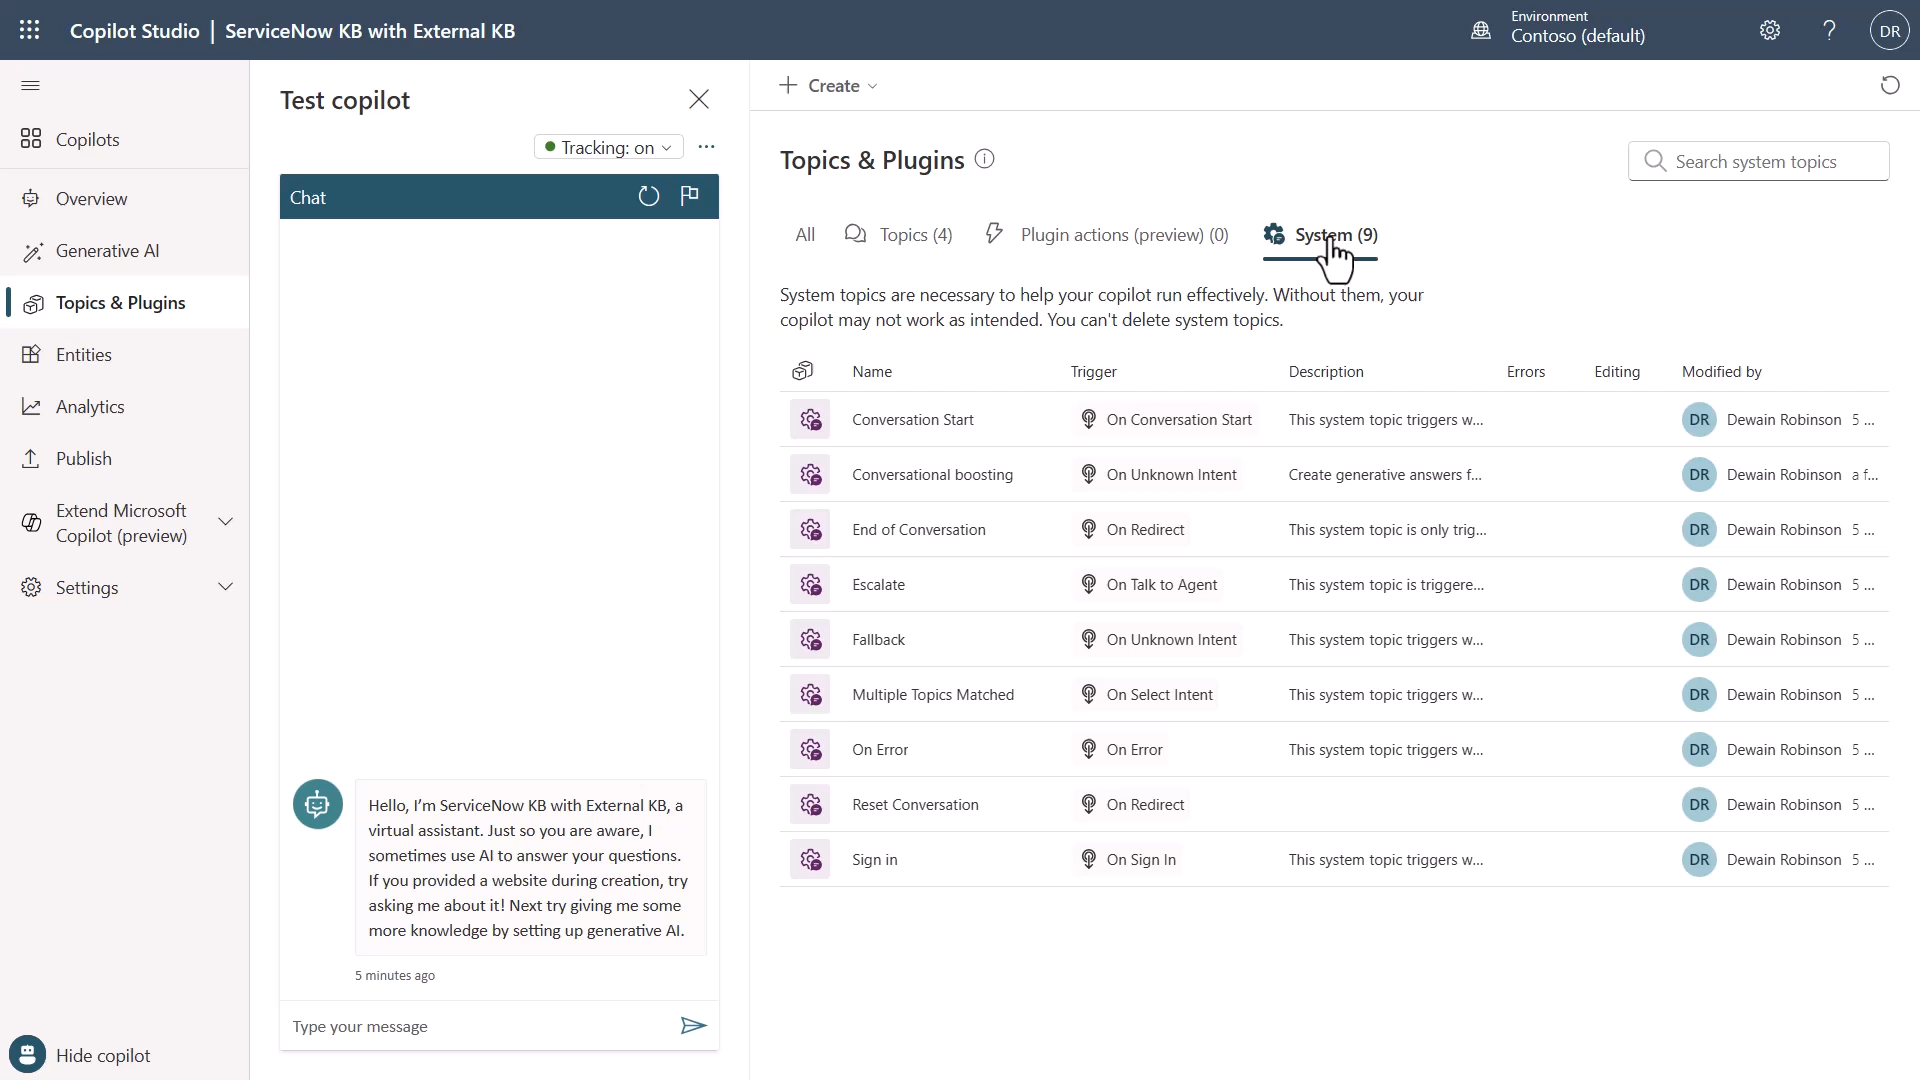 Copilot Studio | ServiceNow KB with External KB
Environment
Contoso (default)
DR
Copilots
Overview
Generative AI
Topics & Plugins
Entities
Analytics
Publish
Extend Microsoft
Copilot (preview)
Settings
Hide copilot
Test copilot
Tracking: on
Chat
Hello, I’m ServiceNow KB with External KB, a
virtual assistant. Just so you are aware, I
sometimes use AI to answer your questions.
If you provided a website during creation, try
asking me about it! Next try giving me some
more knowledge by setting up generative AI.
5 minutes ago
Type your message
Create
Topics & Plugins
Search system topics
All Topics (4) Plugin actions (preview) (0) System (9)
System topics are necessary to help your copilot run effectively. Without them, your
copilot may not work as intended. You can't delete system topics.
Name Trigger Description Errors Editing Modified by
Conversation Start On Conversation Start This system topic triggers w... DR Dewain Robinson 5 ...
Conversational boosting On Unknown Intent Create generative answers f... DR Dewain Robinson a f...
End of Conversation On Redirect This system topic is only trig... DR Dewain Robinson 5 ...
Escalate On Talk to Agent This system topic is triggere... DR Dewain Robinson 5 ...
Fallback On Unknown Intent This system topic triggers w... DR Dewain Robinson 5 ...
Multiple Topics Matched On Select Intent This system topic triggers w... DR Dewain Robinson 5 ...
On Error On Error This system topic triggers w... DR Dewain Robinson 5 ...
Reset Conversation On Redirect DR Dewain Robinson 5 ...
Sign in On Sign In This system topic triggers w... DR Dewain Robinson 5 ...